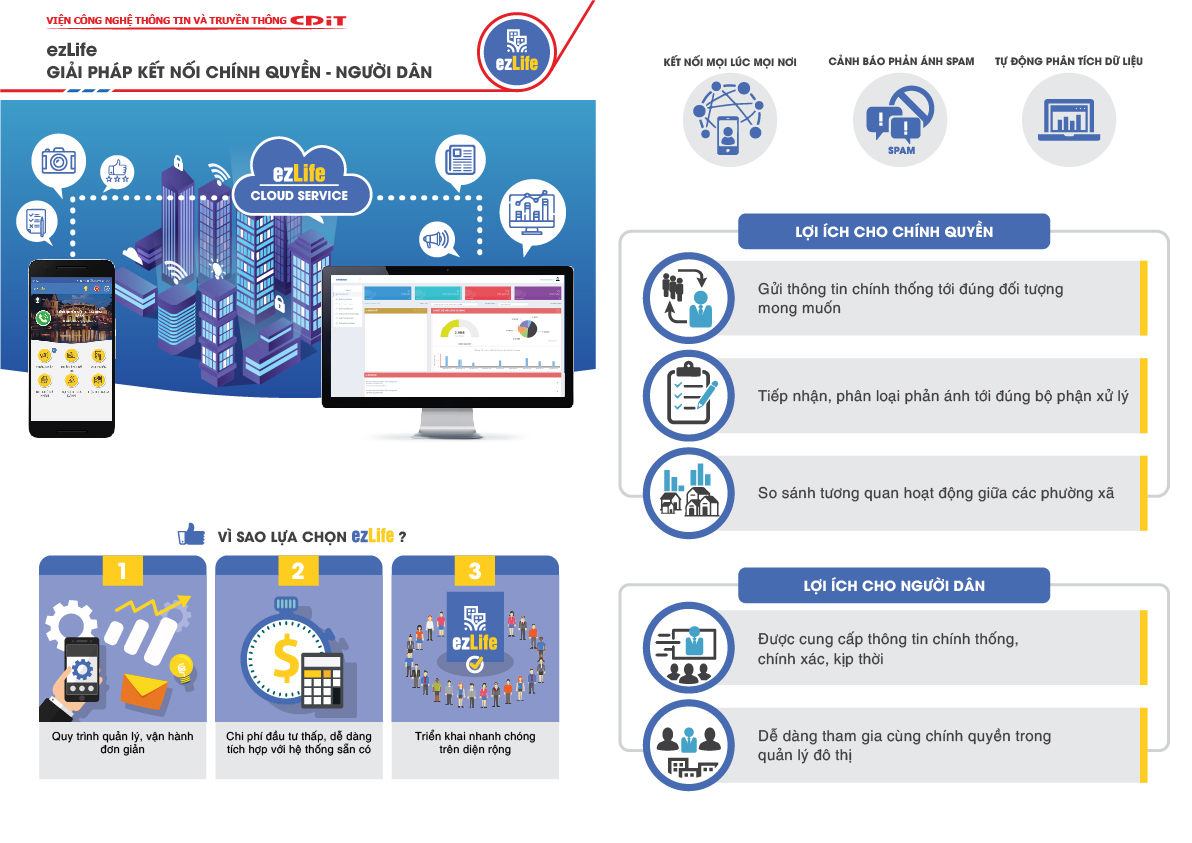 VIỆN CÔNG NGHỆ THÔNG TIN VÀ TRUYỀN THÔNG CDiT
ezLife
GIẢI PHÁP KẾT NỐI CHÍNH QUYỀN - NGƯỜI DÂN
ezLife
ezLife
CLOUD SERVICE
VÌ SAO LỰA CHỌN ezLife ?
1
Quy trình quản lý, vận hành
đơn giản
2
Chi phí đầu tư thấp, dễ dàng
tích hợp với hệ thống sẵn có
3
ezLife
Triển khai nhanh chóng
trên diện rộng
KẾT NỐI MỌI LÚC MỌI NƠI
CẢNH BÁO PHẢN ÁNH SPAM
SPAM
TỰ ĐỘNG PHÂN TÍCH DỮ LIỆU
LỢI ÍCH CHO CHÍNH QUYỀN
Gửi thông tin chính thống tới đúng đối tượng
mong muốn
Tiếp nhận, phân loại phản ánh tới đúng bộ phận xử lý
So sánh tương quan hoạt động giữa các phường xã
LỢI ÍCH CHO NGƯỜI DÂN
Được cung cấp thông tin chính thống,
chính xác, kịp thời
Dễ dàng tham gia cùng chính quyền trong
quản lý đô thị